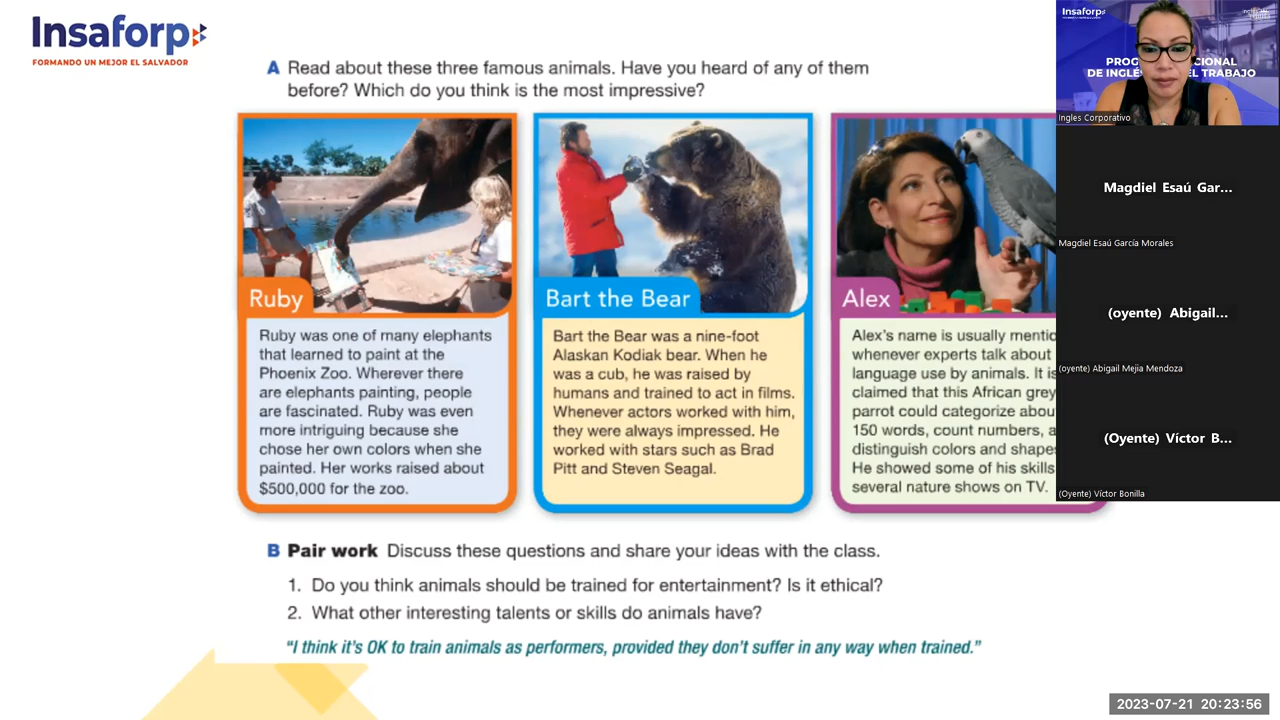 Insaforp
FORMANDO UN MEJOR EL SALVADOR
A Read about these three famous animals. Have you heard of any of them
before? Which do you think is the most impressive?
Ruby
Ruby was one of many elephants
that learned to paint at the
Phoenix Zoo. Wherever there
are elephants painting, people
are fascinated. Ruby was even
more intriguing because she
chose her own colors when she
painted. Her works raised about
$500,000 for the zoo.
Bart the Bear
Bart the Bear was a nine-foot
Alaskan Kodiak bear. When he
was a cub, he was raised by
humans and trained to act in films.
Whenever actors worked with him,
they were always impressed. He
worked with stars such as Brad
Pitt and Steven Seagal.
Alex
Alex's name is usually mentio
whenever experts talk about
language use by animals. It is
claimed that this African grey
parrot could categorize abou
150 words, count numbers, a
distinguish colors and shape
He showed some of his skills
several nature shows on TV.
B Pair work Discuss these questions and share your ideas with the class.
1. Do you think animals should be trained for entertainment? Is it ethical?
2. What other interesting talents or skills do animals have?
"I think it's OK to train animals as performers, provided they don't suffer in any way when trained."
Insaforp
PROG CIONAL
DE INGLÉ EL TRABAJO
Ingles Corporativo
Magdiel Esaú Gar...
Magdiel Esaú García Morales
(oyente) Abigail...
(oyente) Abigail Mejia Mendoza
(Oyente) Víctor B...
(Oyente) Víctor Bonilla
2023-07-21 20:23:56